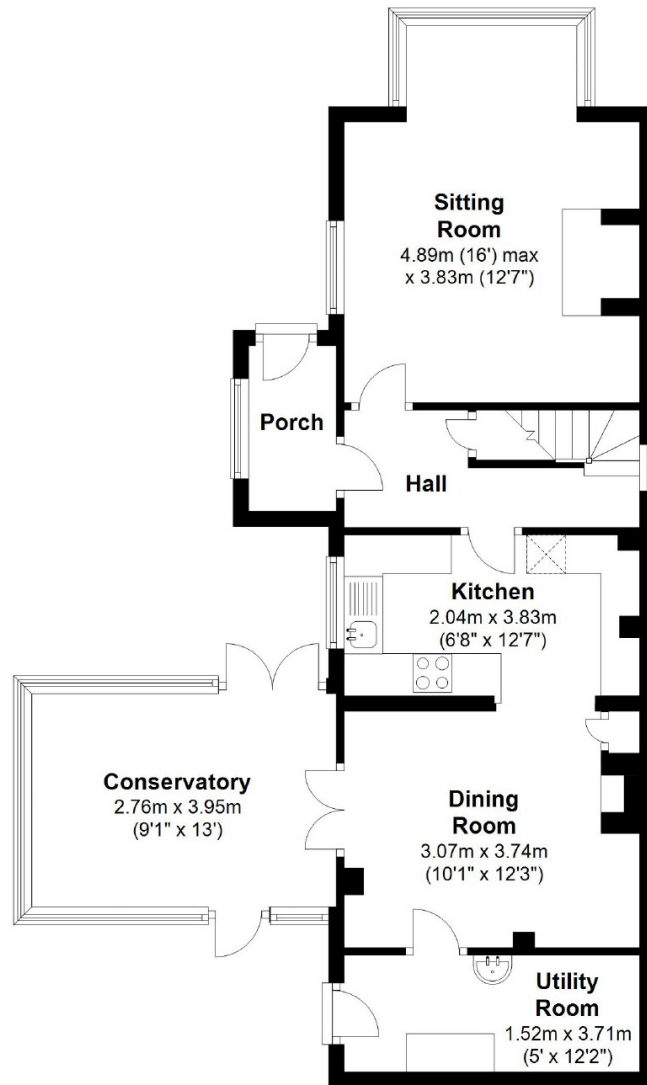 Sitting
Room
4.89m (16') max
x 3.83m (12'7")
Porch
Hall
Kitchen
2.04m x 3.83m
(6'8" x 12'7")
Conservatory
2.76m x 3.95m
(9'1" x 13')
Dining
Room
3.07m x 3.74m
(10'1" x 12'3")
Utility
Room
1.52m x 3.71m
(5' x 12'2")